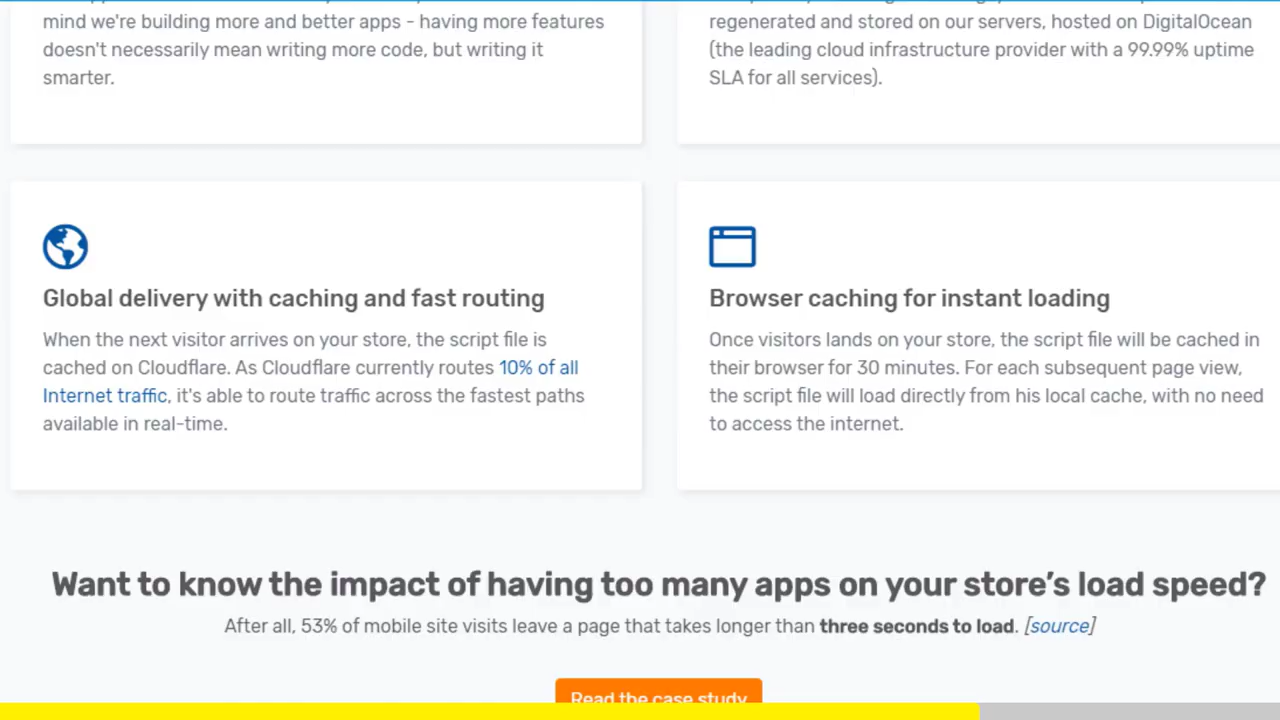 mind we're building more and better apps - having more features
doesn't necessarily mean writing more code, but writing it
smarter.
regenerated and stored on our servers, hosted on DigitalOcean
(the leading cloud infrastructure provider with a 99.99% uptime
SLA for all services).
Global delivery with caching and fast routing
When the next visitor arrives on your store, the script file is
cached on Cloudflare. As Cloudflare currently routes 10% of all
Internet traffic, it's able to route traffic across the fastest paths
available in real-time.
Browser caching for instant loading
Once visitors lands on your store, the script file will be cached in
their browser for 30 minutes. For each subsequent page view,
the script file will load directly from his local cache, with no need
to access the internet.
Want to know the impact of having too many apps on your store’s load speed?
After all, 53% of mobile site visits leave a page that takes longer than three seconds to load. [source]
Read the case study